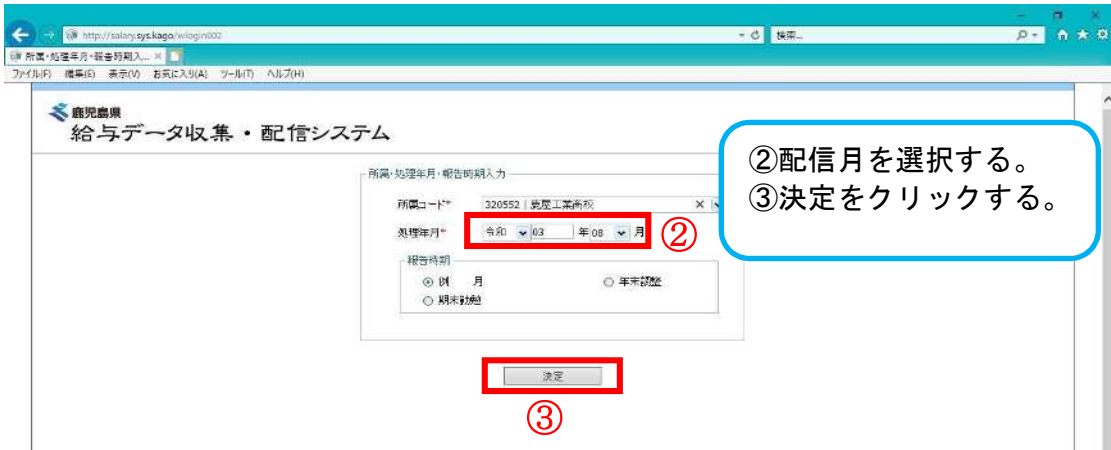 http://salary.sys.kago/wlogin002
検索...
所属・処理年月・報告時期入...
ファイル(F) 編集(E) 表示(V) お気に入り(A) ツール(T) ヘルプ(H)
鹿児島県
給与データ収集・配信システム
②配信月を選択する。
③決定をクリックする。
所属・処理年月・報告時期入力
所属コード* 320552 | 鹿屋工業高校
処理年月* 令和 03 年 08 月 ②
報告時期
例 月 年末調整
期末勤勉
決定
③